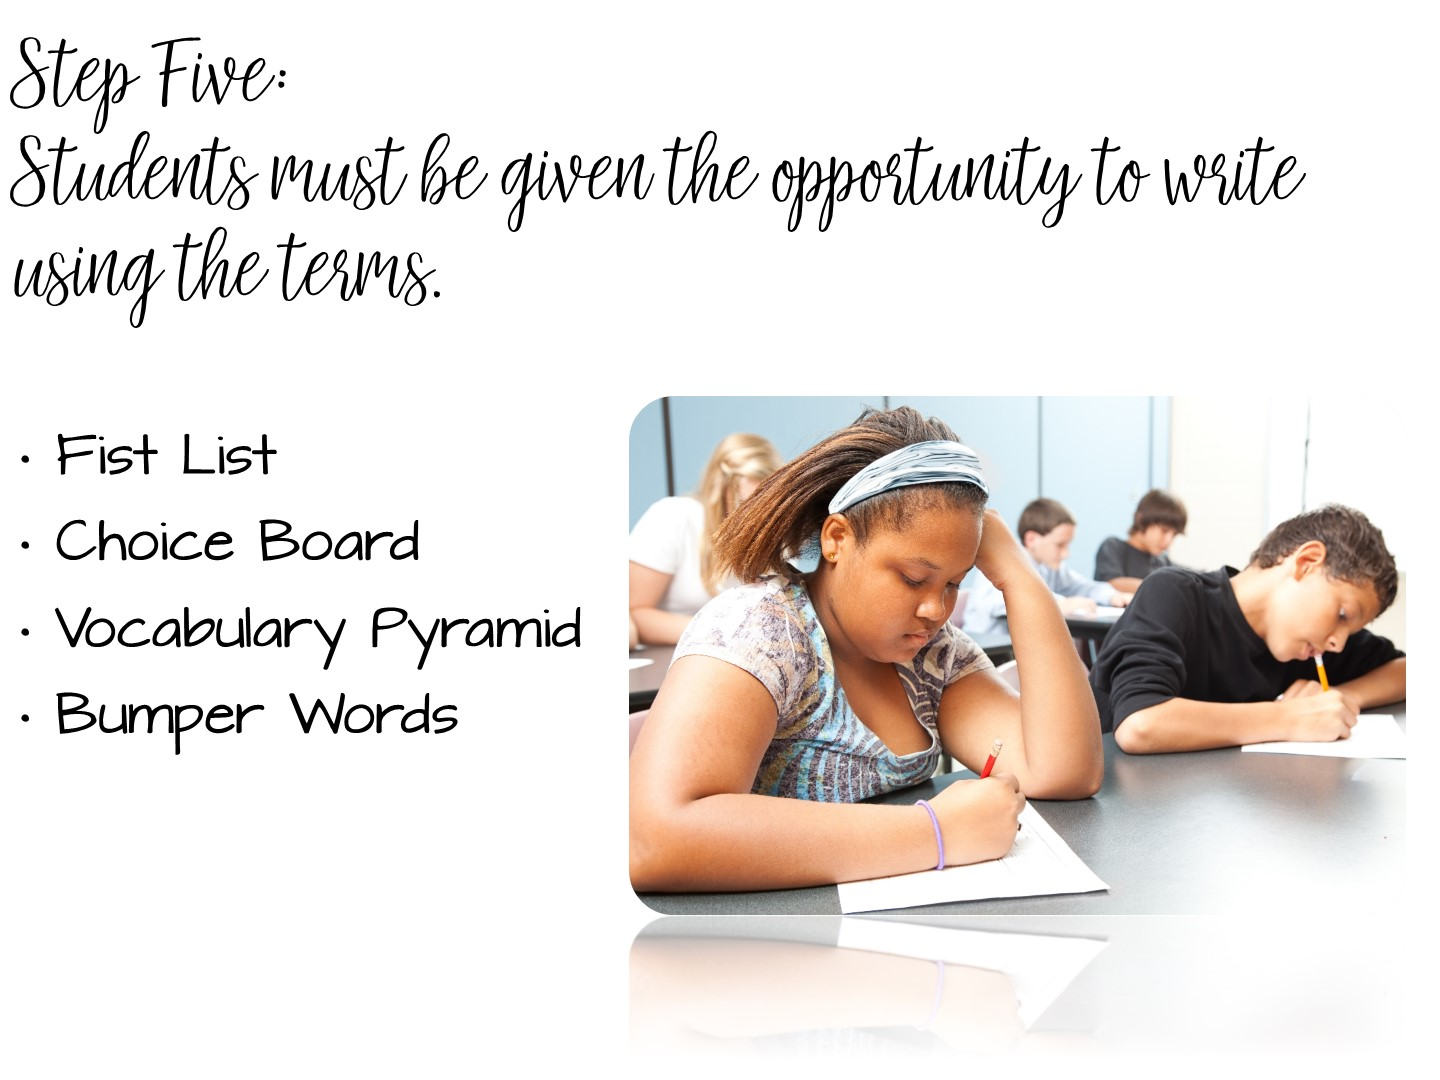 Step Five:
Students must be given the opportunity to write
using the terms.
• Fist List
• Choice Board
• Vocabulary Pyramid
• Bumper Words